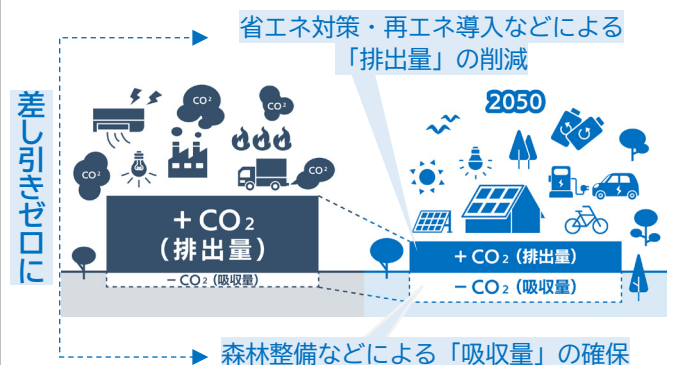 省エネ対策・再エネ導入などによる
「排出量」の削減
差し引きゼロに
2050
CO2
CO2
CO2
CO2
+CO2
(排出量)
-CO2(吸収量)
+CO2(排出量)
-CO2(吸収量)
森林整備などによる「吸収量」の確保